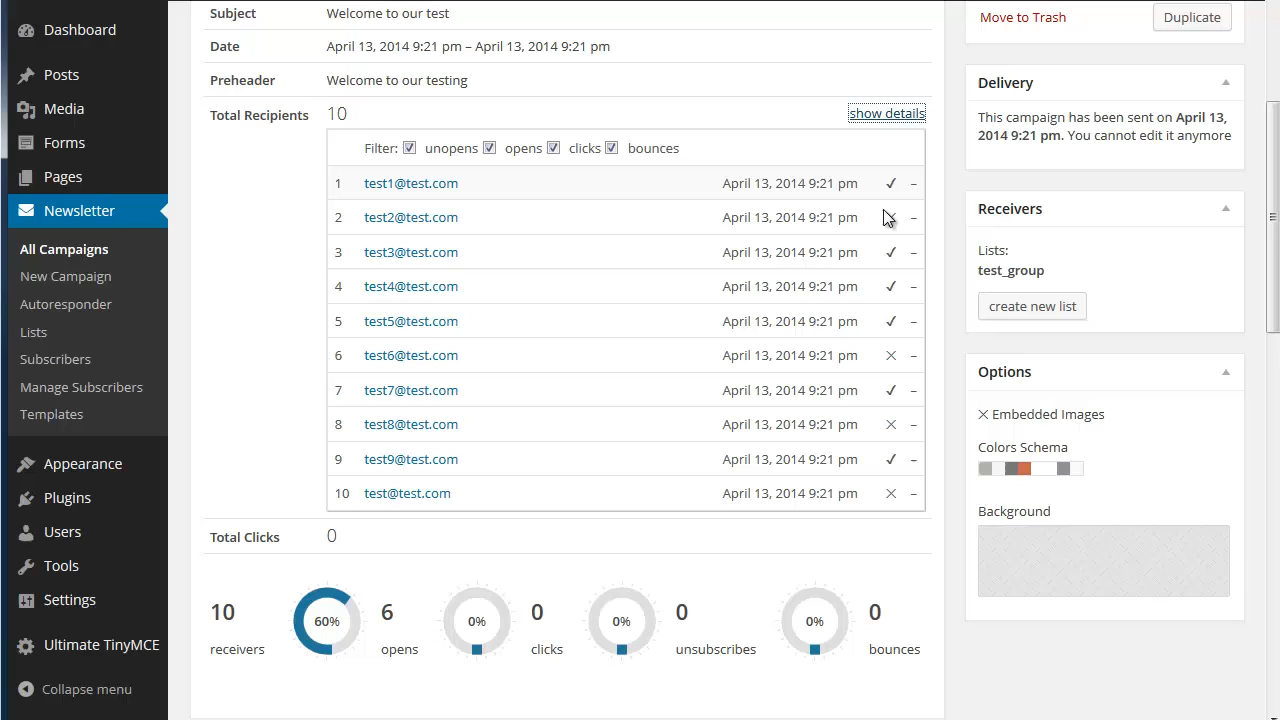 Dashboard
Posts
Media
Forms
Pages
Newsletter
All Campaigns
New Campaign
Autoresponder
Lists
Subscribers
Manage Subscribers
Templates
Appearance
Plugins
Users
Tools
Settings
Ultimate TinyMCE
Collapse menu
Subject Welcome to our test
Date April 13, 2014 9:21 pm – April 13, 2014 9:21 pm
Preheader Welcome to our testing
Total Recipients 10 show details
Filter: unopens opens clicks bounces
1 test1@test.com April 13, 2014 9:21 pm ✓ –
2 test2@test.com April 13, 2014 9:21 pm –
3 test3@test.com April 13, 2014 9:21 pm ✓ –
4 test4@test.com April 13, 2014 9:21 pm ✓ –
5 test5@test.com April 13, 2014 9:21 pm ✓ –
6 test6@test.com April 13, 2014 9:21 pm ✕ –
7 test7@test.com April 13, 2014 9:21 pm ✓ –
8 test8@test.com April 13, 2014 9:21 pm ✕ –
9 test9@test.com April 13, 2014 9:21 pm ✓ –
10 test@test.com April 13, 2014 9:21 pm ✕ –
Total Clicks 0
10 60% 6 0% 0 0% 0 0% 0
receivers opens clicks unsubscribes bounces
Move to Trash Duplicate
Delivery
This campaign has been sent on April 13,
2014 9:21 pm. You cannot edit it anymore
Receivers
Lists:
test_group
create new list
Options
✕ Embedded Images
Colors Schema
Background